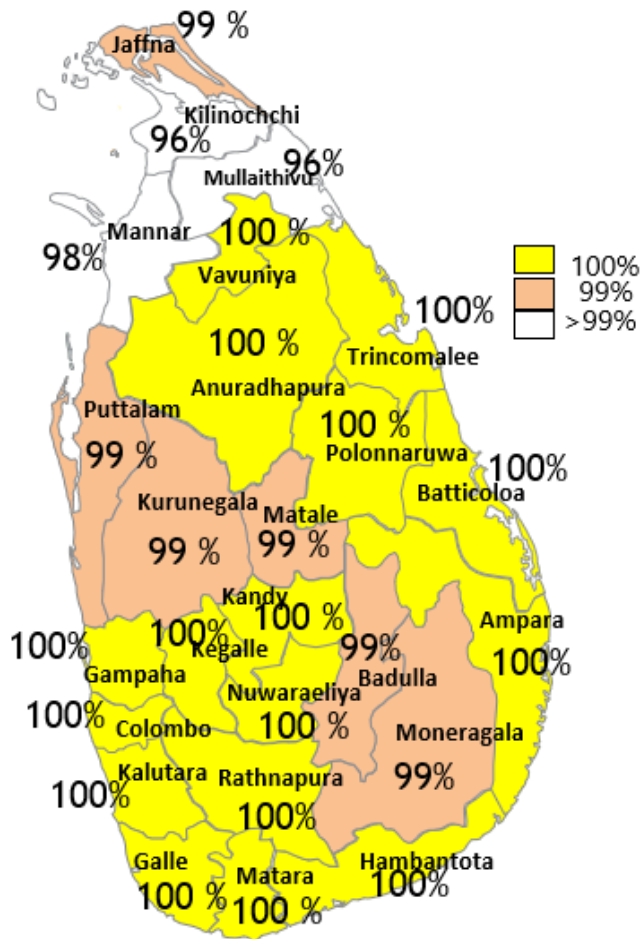 99 %
Jaffna
Kilinochchi
96%
96%
Mullaithivu
Mannar
98%
100 %
Vavuniya
100%
99%
>99%
100%
Trincomalee
100 %
Anuradhapura
Puttalam
99 %
100 %
Polonnaruwa
100%
Batticoloa
Kurunegala
99 %
Matale
99 %
Kandy
100 %
100%
Kegalle
100%
Gampaha
99%
Badulla
Ampara
100%
Nuwaraeliya
100 %
100%
Colombo
Moneragala
99%
Kalutara
100%
Rathnapura
100%
Galle
100 %
Matara
100 %
Hambantota
100%